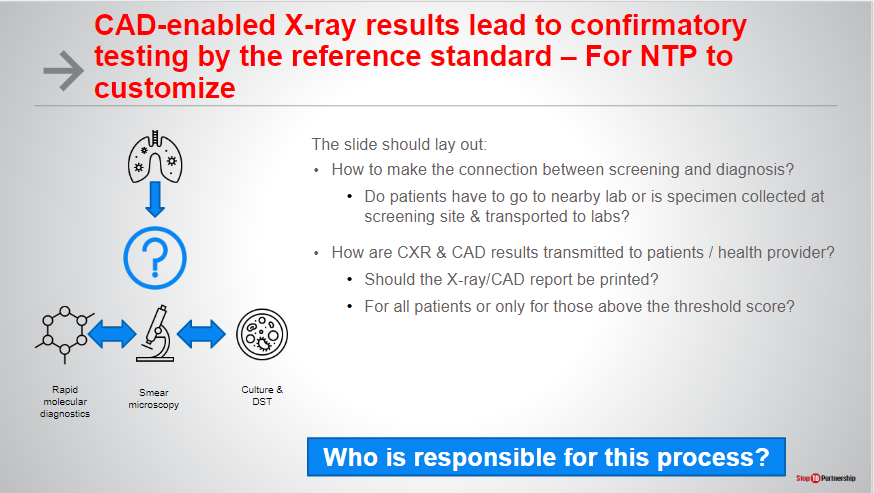 CAD-enabled X-ray results lead to confirmatory
testing by the reference standard – For NTP to
customize
The slide should lay out:
• How to make the connection between screening and diagnosis?
• Do patients have to go to nearby lab or is specimen collected at
screening site & transported to labs?
• How are CXR & CAD results transmitted to patients / health provider?
• Should the X-ray/CAD report be printed?
• For all patients or only for those above the threshold score?
?
Rapid
molecular
diagnostics
Smear
microscopy
Culture &
DST
Who is responsible for this process?
Stop TB Partnership